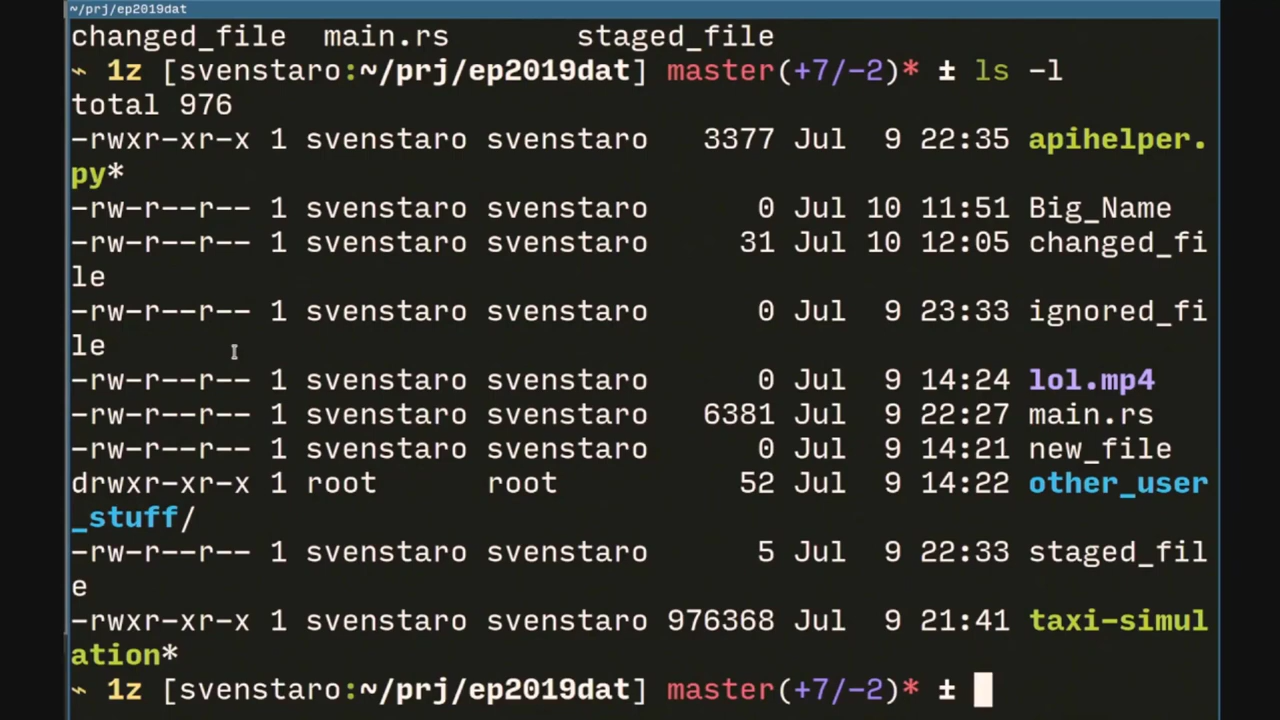 ~/prj/ep2019dat
changed_file  main.rs       staged_file
~ 1z [svenstaro:~/prj/ep2019dat] master(+7/-2)* ± ls -l
total 976
-rwxr-xr-x 1 svenstaro svenstaro   3377 Jul  9 22:35 apihelper.
py*
-rw-r--r-- 1 svenstaro svenstaro      0 Jul 10 11:51 Big_Name
-rw-r--r-- 1 svenstaro svenstaro     31 Jul 10 12:05 changed_fi
le
-rw-r--r-- 1 svenstaro svenstaro      0 Jul  9 23:33 ignored_fi
le
-rw-r--r-- 1 svenstaro svenstaro      0 Jul  9 14:24 lol.mp4
-rw-r--r-- 1 svenstaro svenstaro   6381 Jul  9 22:27 main.rs
-rw-r--r-- 1 svenstaro svenstaro      0 Jul  9 14:21 new_file
drwxr-xr-x 1 root      root          52 Jul  9 14:22 other_user
_stuff/
-rw-r--r-- 1 svenstaro svenstaro      5 Jul  9 22:33 staged_fil
e
-rwxr-xr-x 1 svenstaro svenstaro 976368 Jul  9 21:41 taxi-simul
ation*
~ 1z [svenstaro:~/prj/ep2019dat] master(+7/-2)* ±